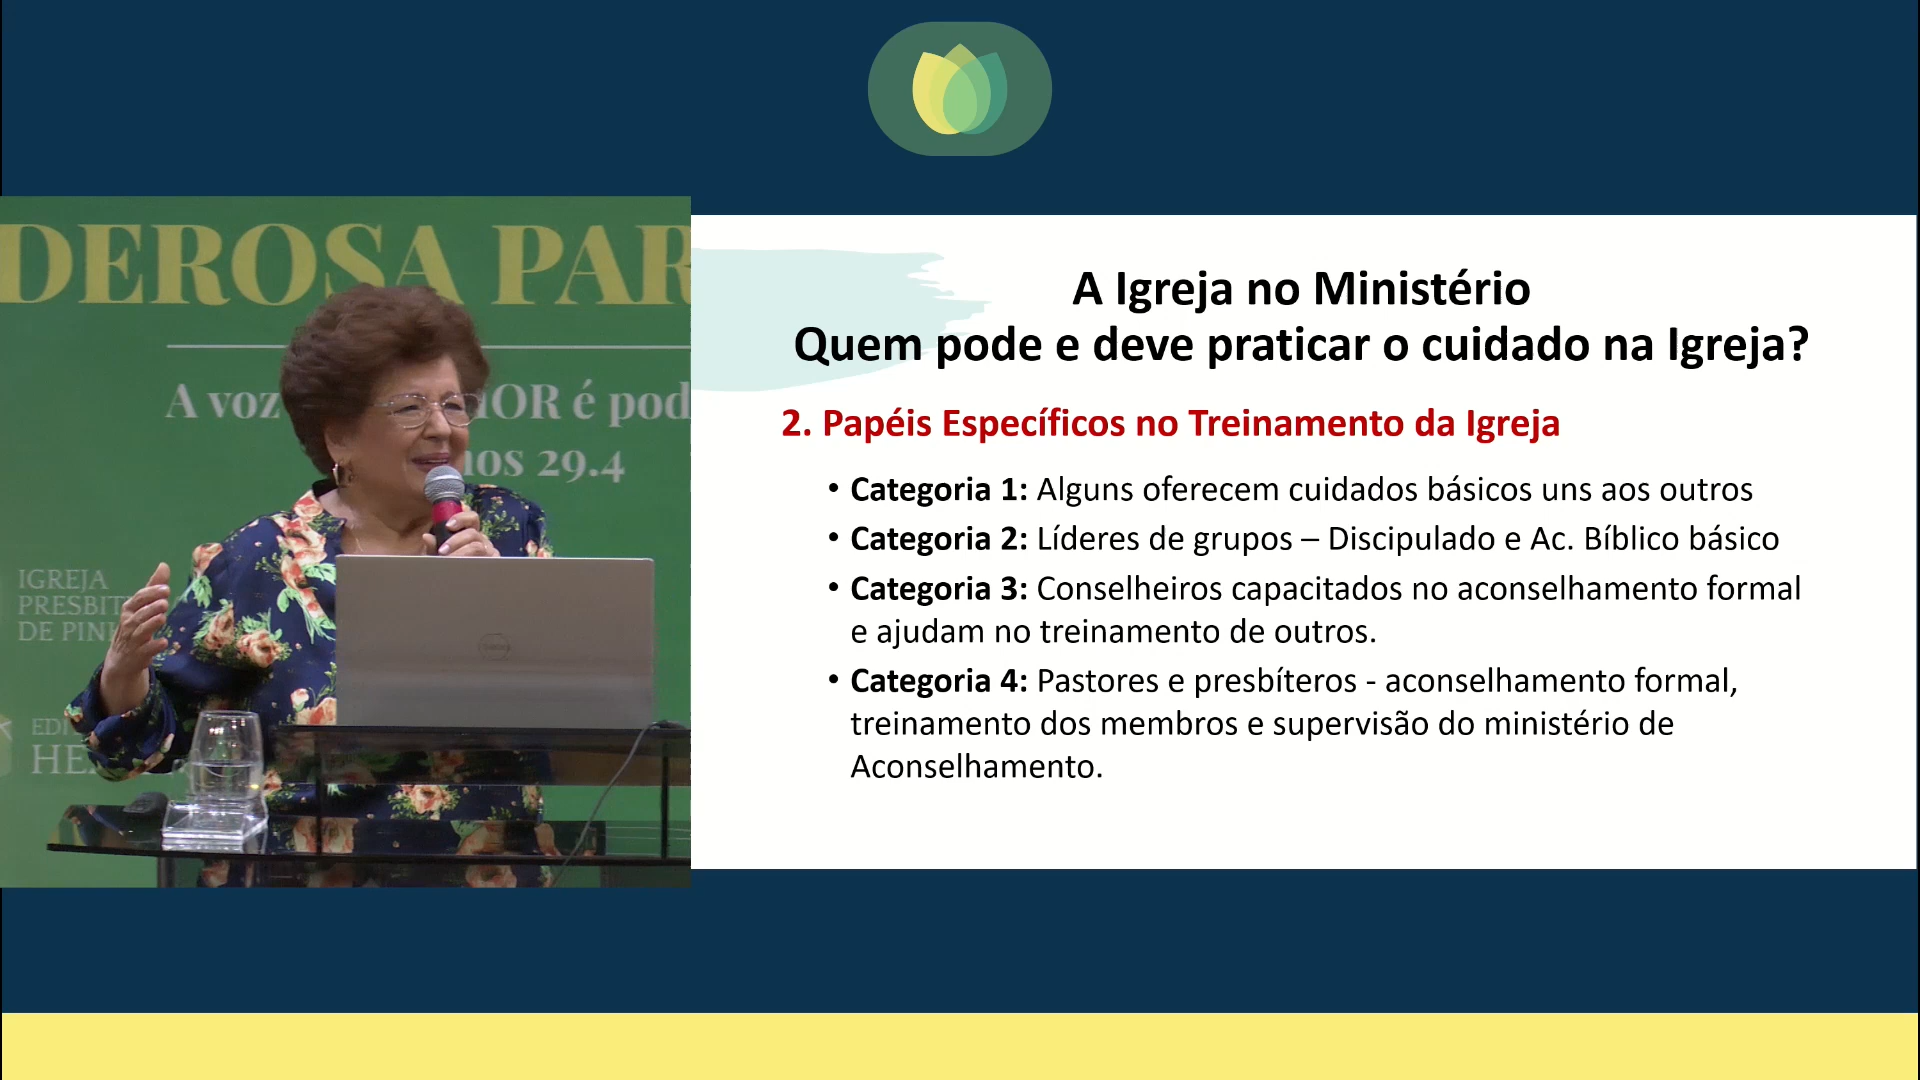 DEROSA PAR
A voz
OR é pod
nos 29.4
IGREJA
PRESBIT
DE PIN
EDI
HE
A Igreja no Ministério
Quem pode e deve praticar o cuidado na Igreja?
2. Papéis Específicos no Treinamento da Igreja
• Categoria 1: Alguns oferecem cuidados básicos uns aos outros
• Categoria 2: Líderes de grupos – Discipulado e Ac. Bíblico básico
• Categoria 3: Conselheiros capacitados no aconselhamento formal
e ajudam no treinamento de outros.
• Categoria 4: Pastores e presbíteros - aconselhamento formal,
treinamento dos membros e supervisão do ministério de
Aconselhamento.